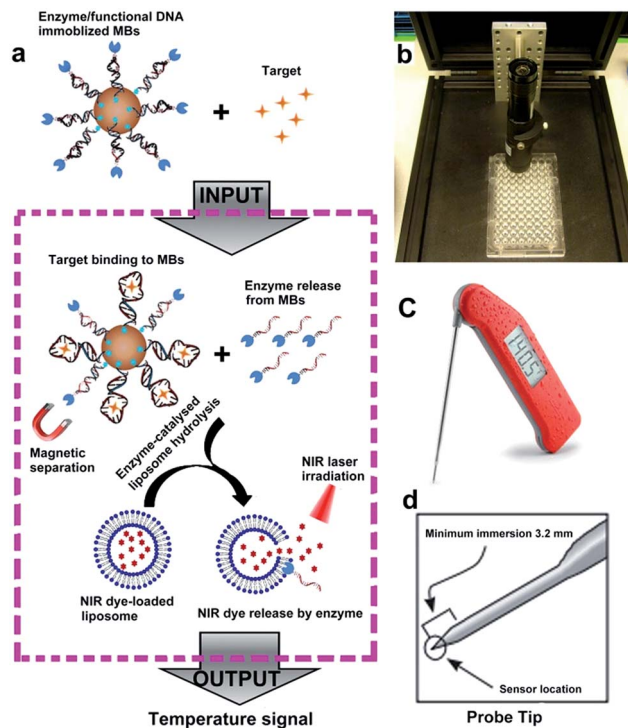 Enzyme/functional DNA
immoblized MBs
a
Target
INPUT
Target binding to MBs
Enzyme release
from MBs
Magnetic
separation
Enzyme-catalysed
liposome hydrolysis
NIR laser
irradiation
NIR dye-loaded
liposome
NIR dye release by enzyme
OUTPUT
Temperature signal
b
c
140.5
d
Minimum immersion 3.2 mm
Sensor location
Probe Tip